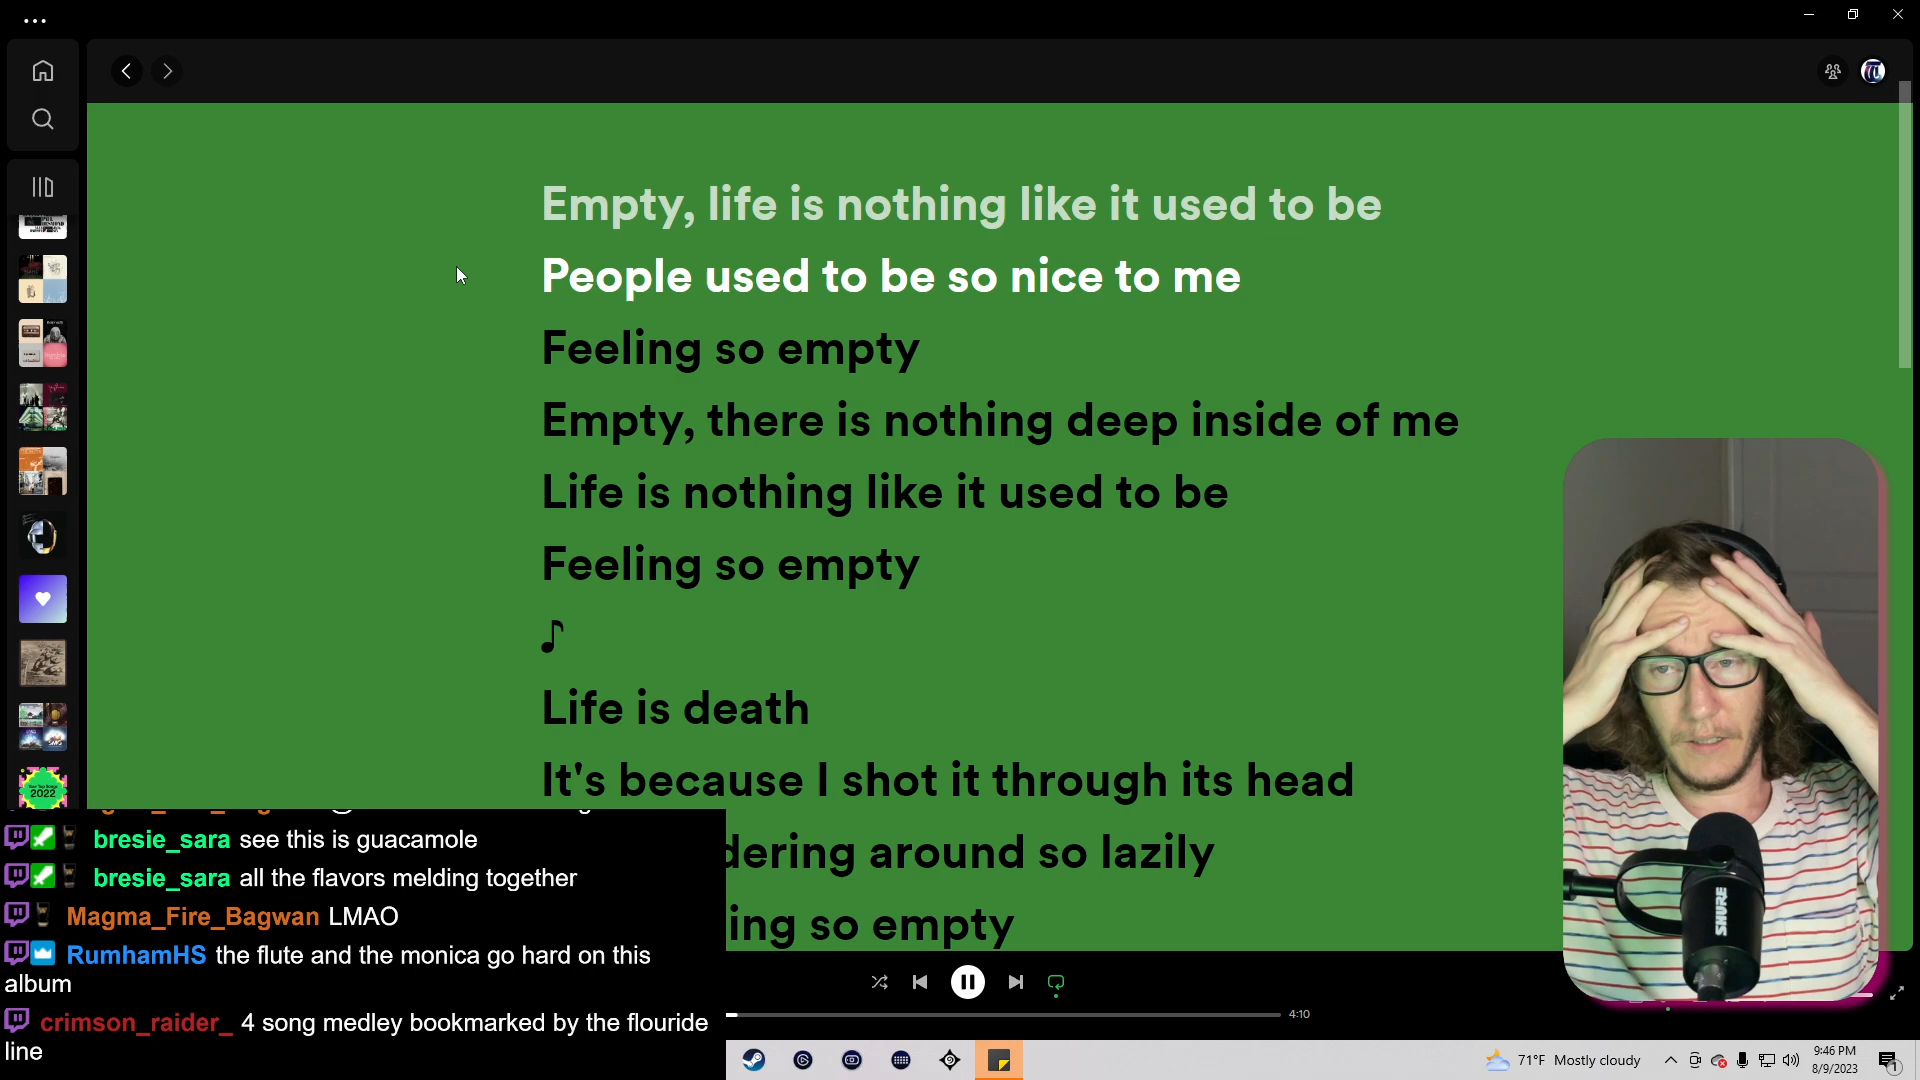 Empty, life is nothing like it used to be
People used to be so nice to me
Feeling so empty
Empty, there is nothing deep inside of me
Life is nothing like it used to be
Feeling so empty
♪
Life is death
It's because I shot it through its head
dering around so lazily
ing so empty
2022
bresie_sara see this is guacamole
bresie_sara all the flavors melding together
Magma_Fire_Bagwan LMAO
RumhamHS the flute and the monica go hard on this
album
crimson_raider_ 4 song medley bookmarked by the flouride
line
SHURE
4:10
71°F Mostly cloudy
9:46 PM
8/9/2023
1